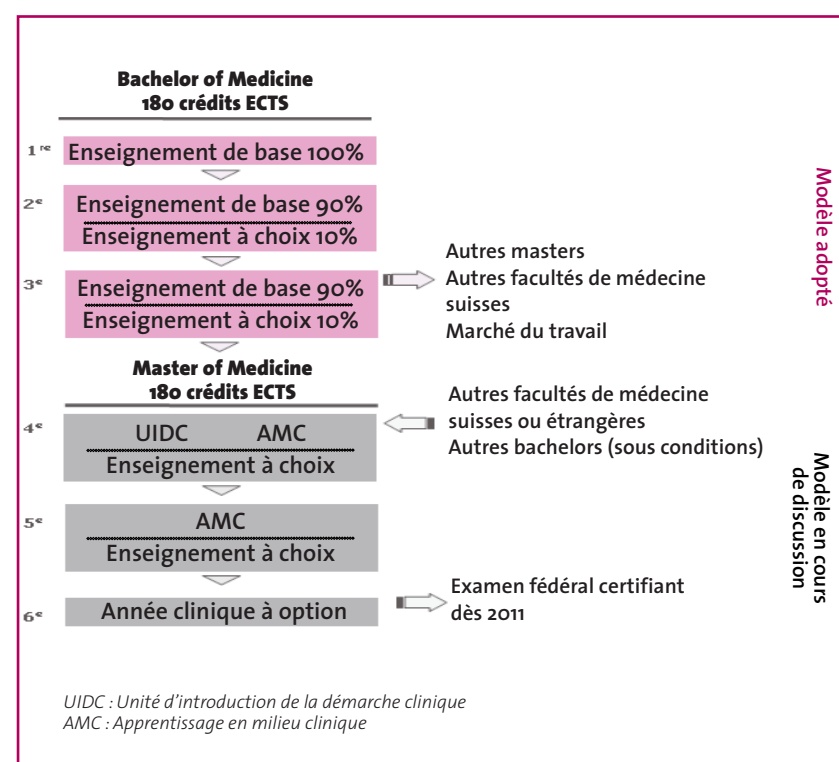 Bachelor of Medicine
180 crédits ECTS
1re
Enseignement de base 100%
2e
Enseignement de base 90%
Enseignement à choix 10%
3e
Enseignement de base 90%
Enseignement à choix 10%
Autres masters
Autres facultés de médecine
suisses
Marché du travail
Modèle adopté
Master of Medicine
180 crédits ECTS
4e
UIDC AMC
Enseignement à choix
Autres facultés de médecine
suisses ou étrangères
Autres bachelors (sous conditions)
5e
AMC
Enseignement à choix
6e
Année clinique à option
Examen fédéral certifiant
dès 2011
Modèle en cours
de discussion
UIDC : Unité d'introduction de la démarche clinique
AMC : Apprentissage en milieu clinique